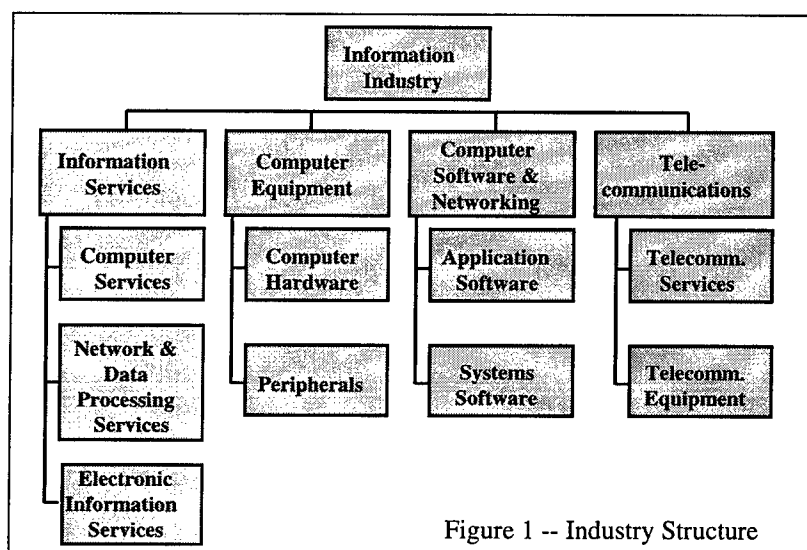 Information
Industry
Information
Services
Computer
Equipment
Computer
Software &
Networking
Tele-
communications
Computer
Services
Computer
Hardware
Application
Software
Telecomm.
Services
Network &
Data
Processing
Services
Peripherals
Systems
Software
Telecomm.
Equipment
Electronic
Information
Services
Figure 1 -- Industry Structure